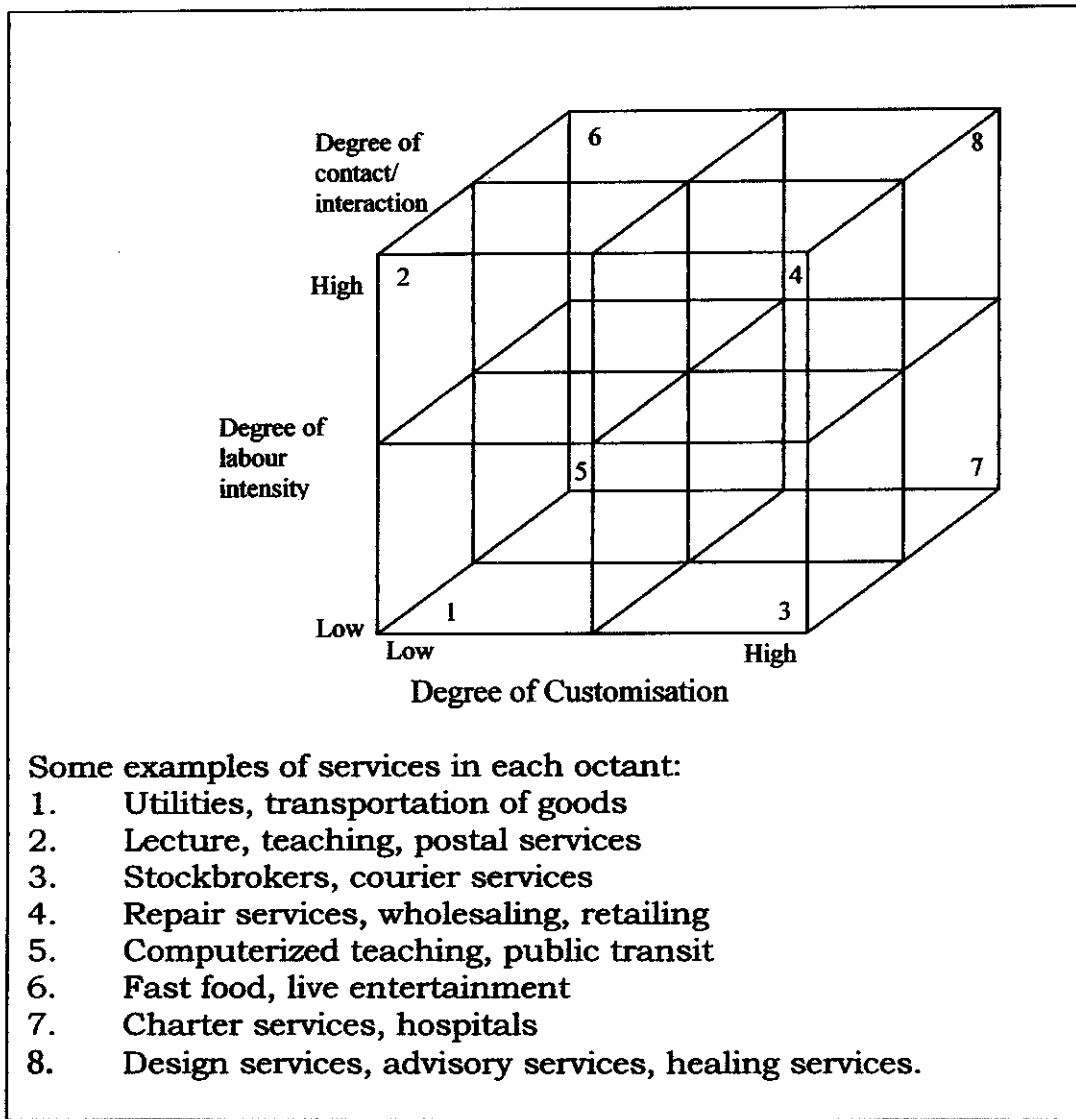 Degree of
contact/
interaction
6
8
High
2
4
Degree of
labour
intensity
5
7
1
3
Low
Low
High
Degree of Customisation
Some examples of services in each octant:
1. Utilities, transportation of goods
2. Lecture, teaching, postal services
3. Stockbrokers, courier services
4. Repair services, wholesaling, retailing
5. Computerized teaching, public transit
6. Fast food, live entertainment
7. Charter services, hospitals
8. Design services, advisory services, healing services.